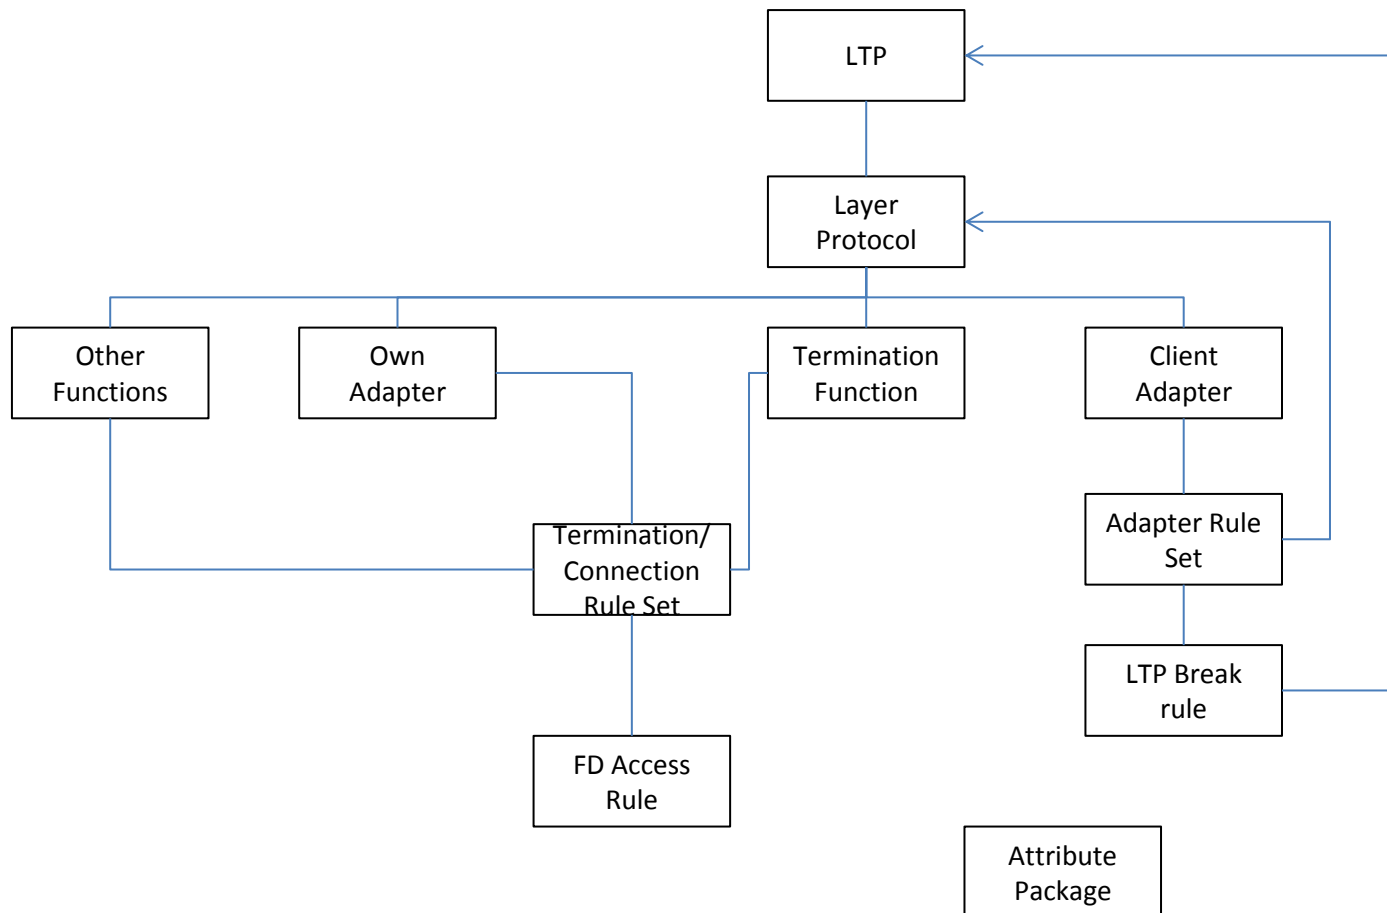 LTP
Layer
Protocol
Other
Functions
Own
Adapter
Termination
Function
Client
Adapter
Termination/
Connection
Rule Set
Adapter Rule
Set
LTP Break
rule
FD Access
Rule
Attribute
Package